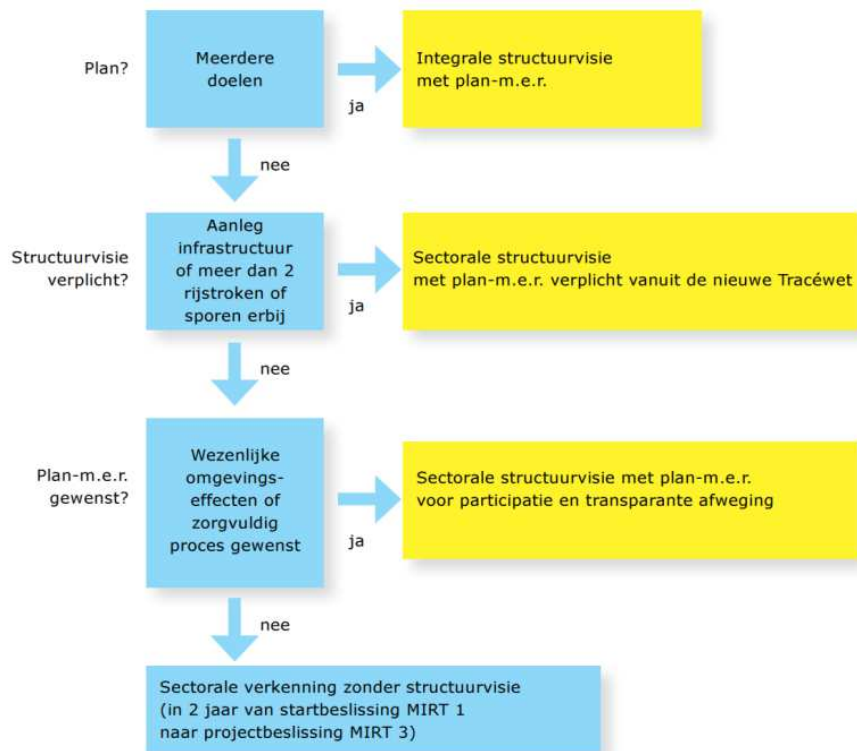 Plan?
Meerdere
doelen
ja
Integrale structuurvisie
met plan-m.e.r.
nee
Structuurvisie
verplicht?
Aanleg
infrastructuur
of meer dan 2
rijstroken of
sporen erbij
ja
Sectorale structuurvisie
met plan-m.e.r. verplicht vanuit de nieuwe Tracéwet
nee
Plan-m.e.r.
gewenst?
Wezenlijke
omgevings-
effecten of
zorgvuldig
proces gewenst
ja
Sectorale structuurvisie met plan-m.e.r.
voor participatie en transparante afweging
nee
Sectorale verkenning zonder structuurvisie
(in 2 jaar van startbeslissing MIRT 1
naar projectbeslissing MIRT 3)